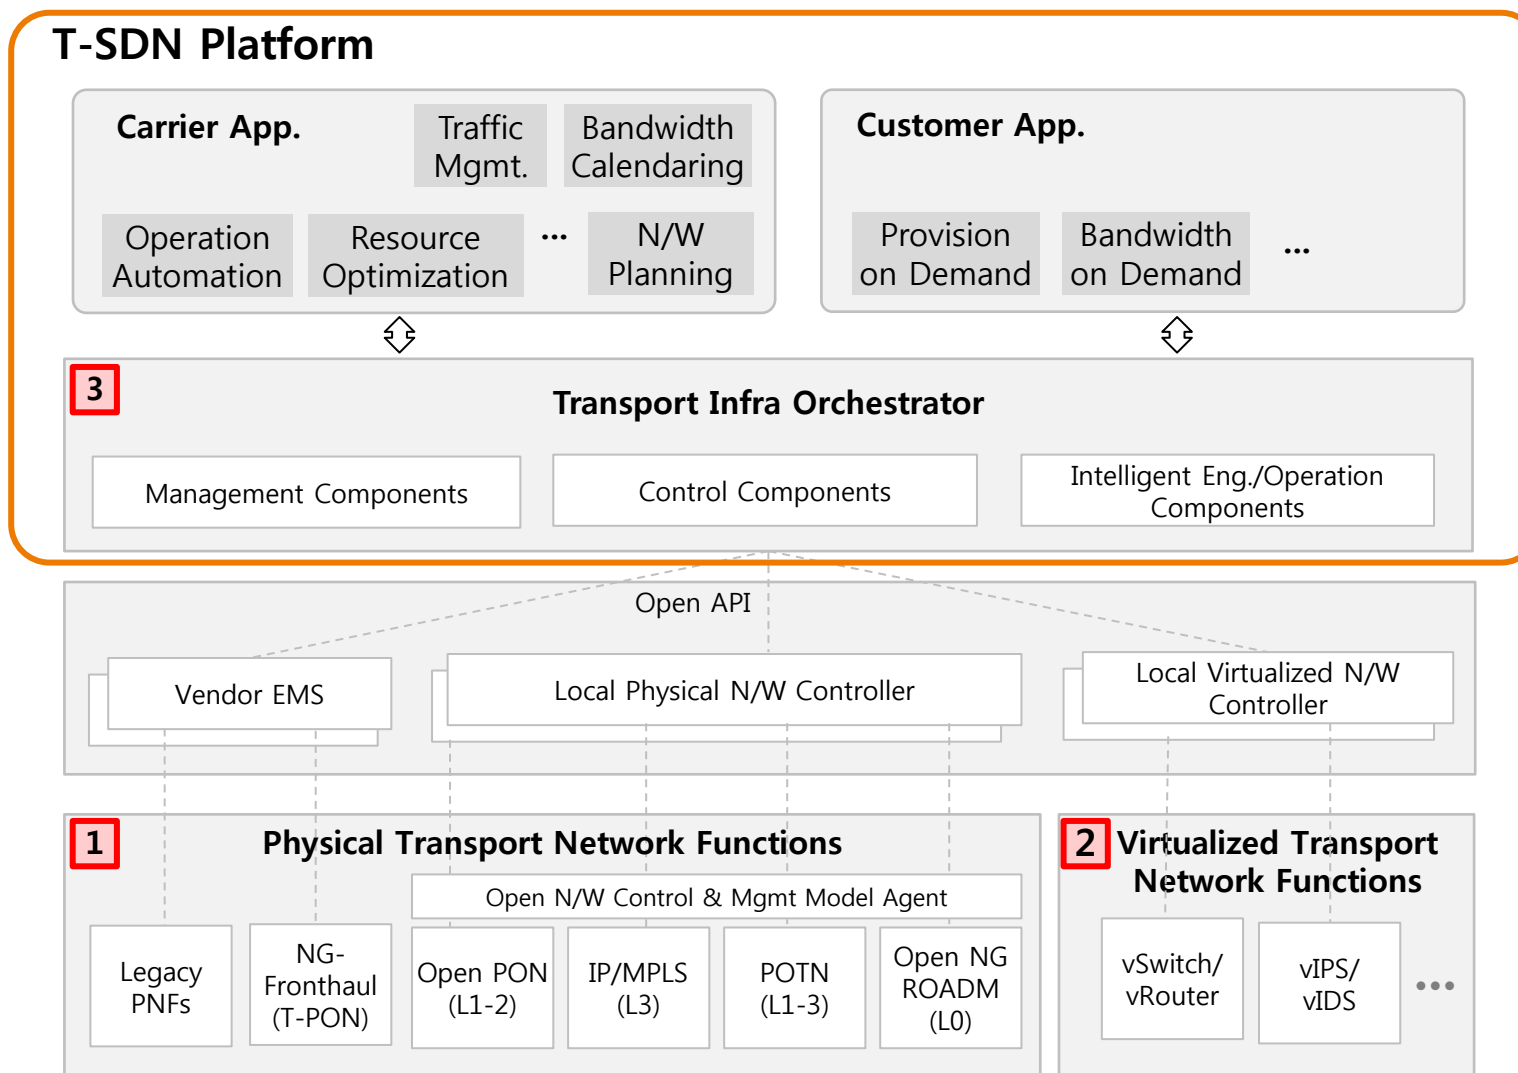 T-SDN Platform
Carrier App.
Traffic
Mgmt.
Bandwidth
Calendaring
Operation
Automation
Resource
Optimization
...
N/W
Planning
Customer App.
Provision
on Demand
Bandwidth
on Demand
...
3
Transport Infra Orchestrator
Management Components
Control Components
Intelligent Eng./Operation
Components
Open API
Vendor EMS
Local Physical N/W Controller
Local Virtualized N/W
Controller
1
Physical Transport Network Functions
Open N/W Control & Mgmt Model Agent
Legacy
PNFs
NG-
Fronthaul
(T-PON)
Open PON
(L1-2)
IP/MPLS
(L3)
POTN
(L1-3)
Open NG
ROADM
(L0)
2
Virtualized Transport
Network Functions
vSwitch/
vRouter
vIPS/
vIDS
...